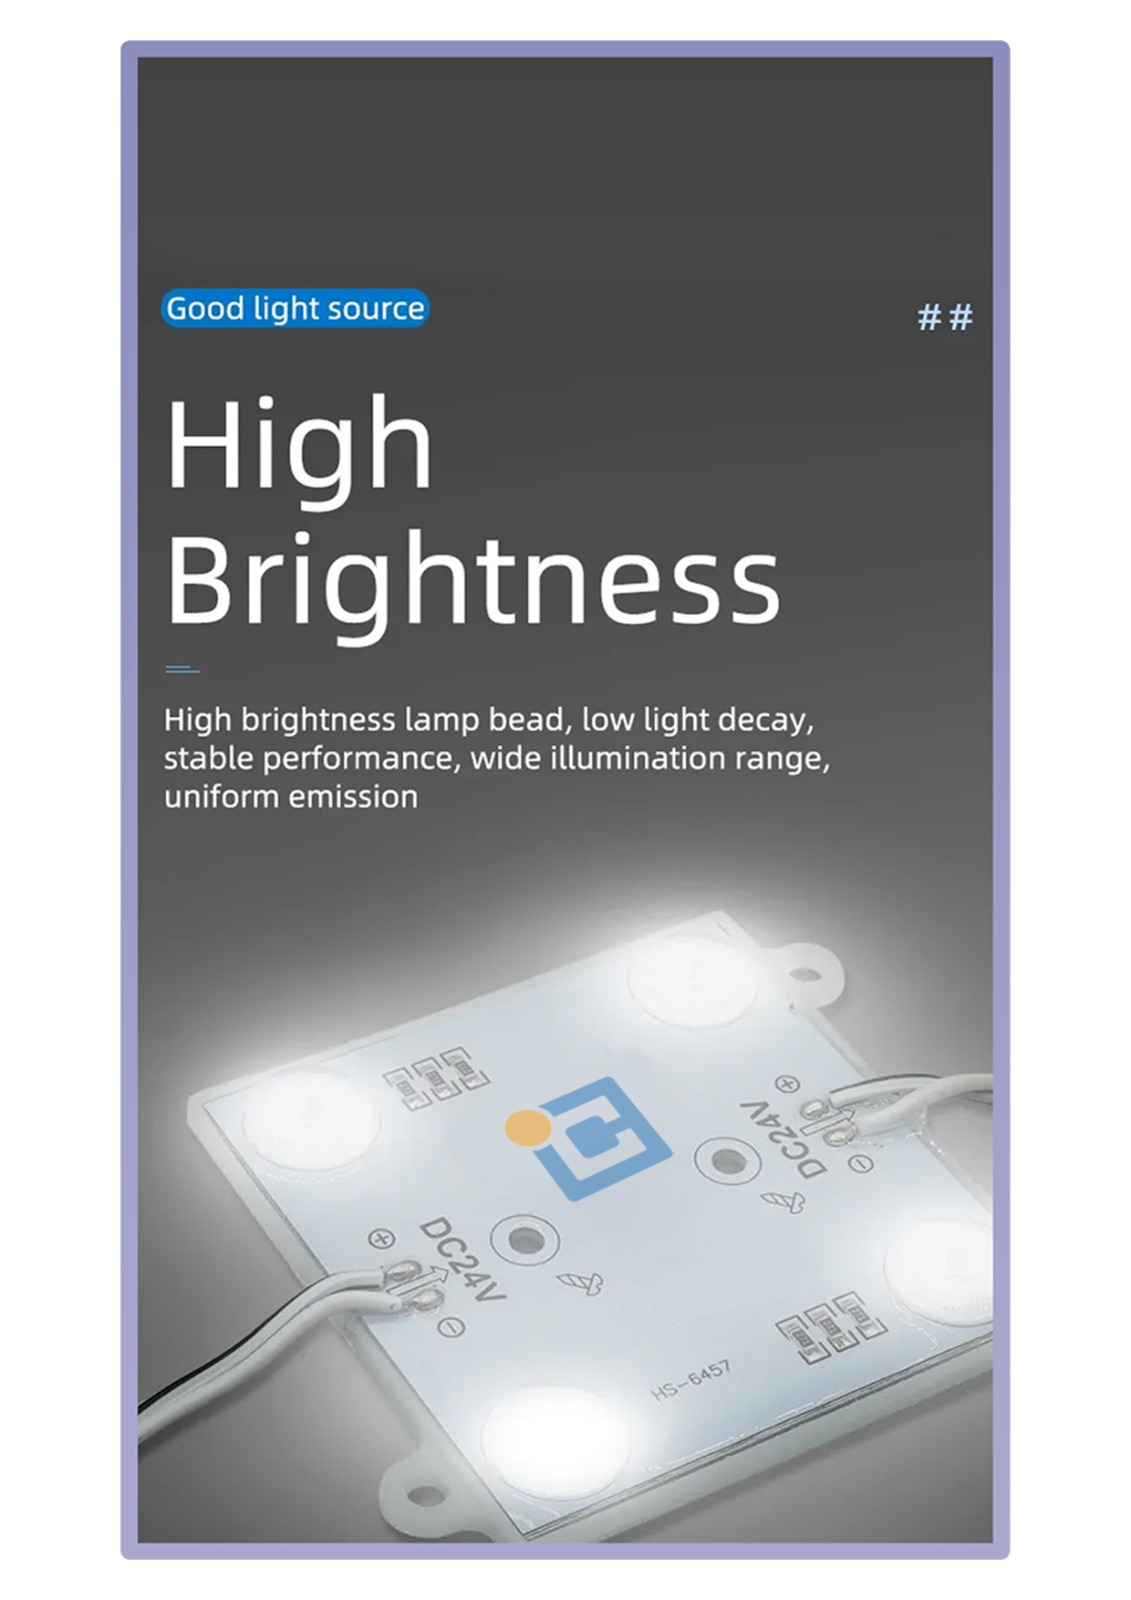 Good light source
##
High
Brightness
High brightness lamp bead, low light decay,
stable performance, wide illumination range,
uniform emission
DC24V
DC24V
HS-6457